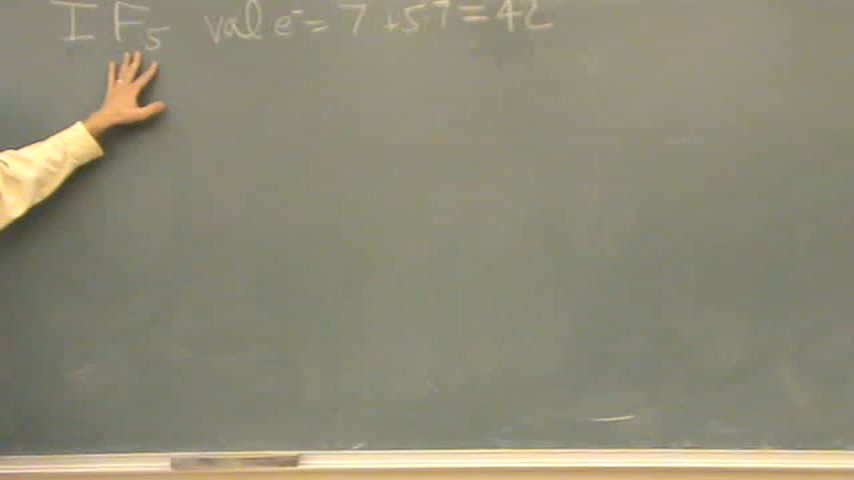 I F₅ val e⁻ = 7 + 5·7 = 42